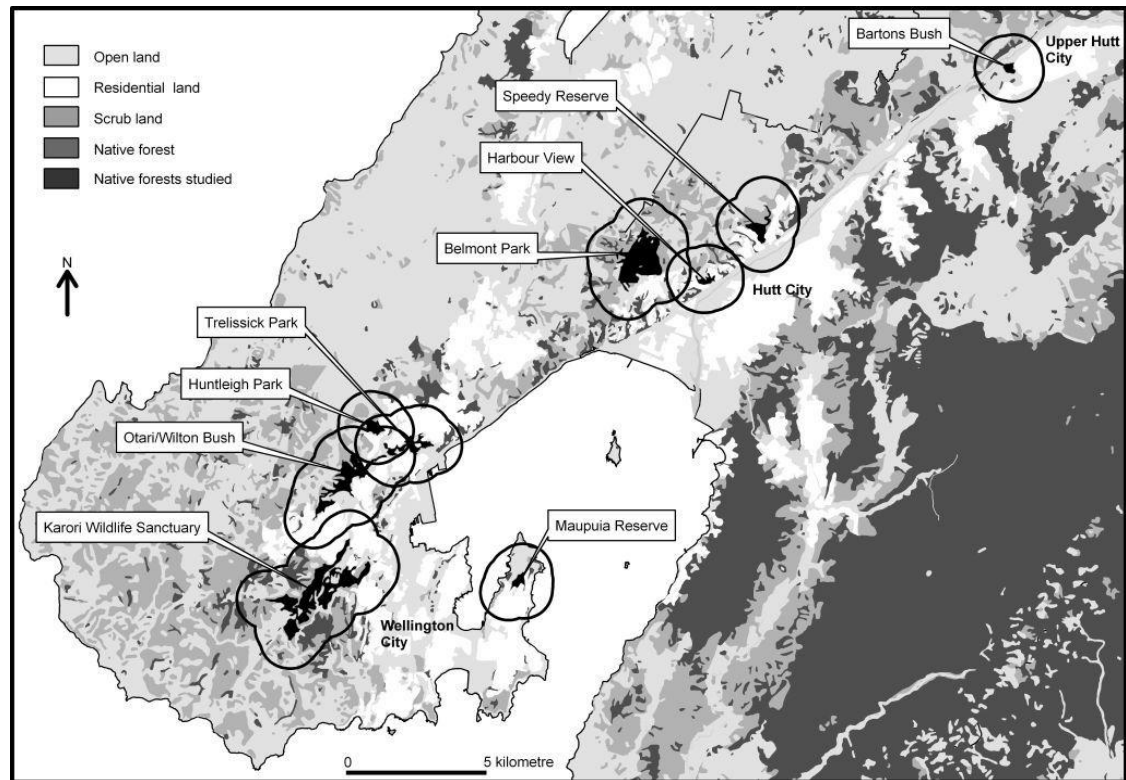 Open land
Residential land
Scrub land
Native forest
Native forests studied
N
Bartons Bush
Upper Hutt
City
Speedy Reserve
Harbour View
Belmont Park
Hutt City
Trelissick Park
Huntleigh Park
Otari/Wilton Bush
Karori Wildlife Sanctuary
Maupuia Reserve
Wellington
City
0 5 kilometre